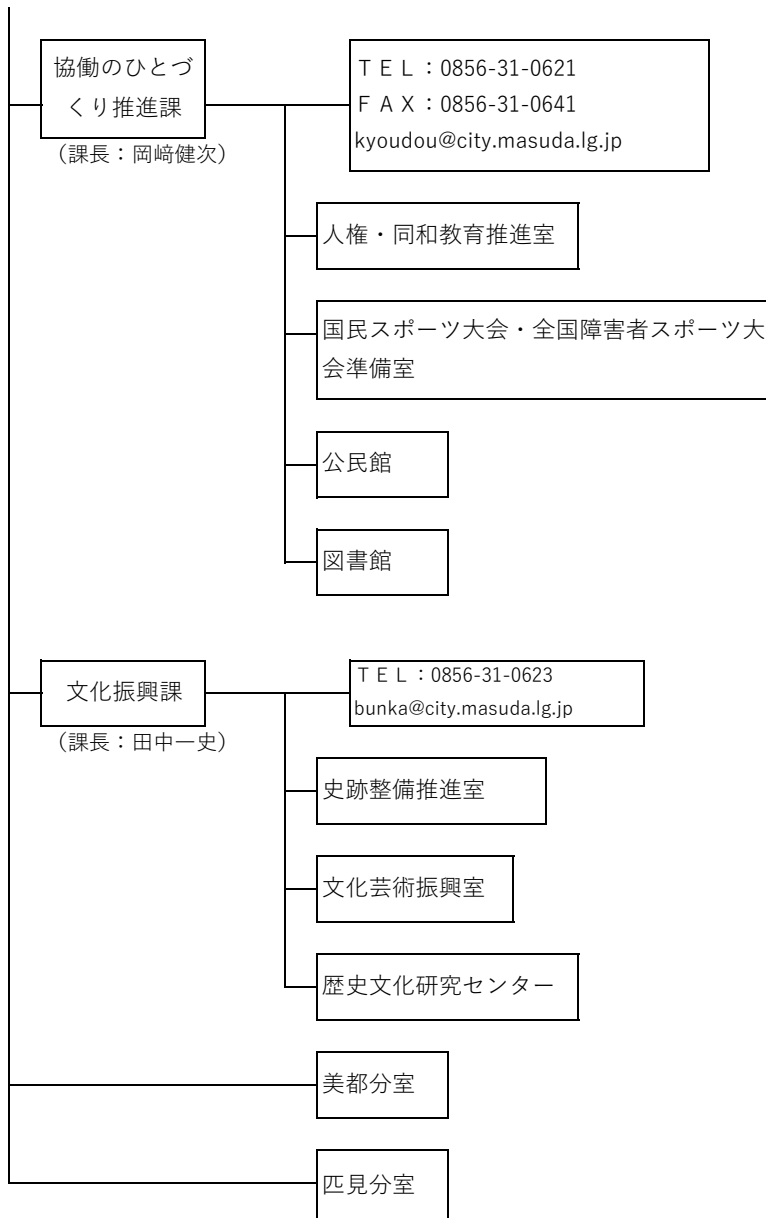 協働のひとづ
くり推進課
（課長：岡﨑健次）
ＴＥＬ：0856-31-0621
ＦＡＸ：0856-31-0641
kyoudou@city.masuda.lg.jp
人権・同和教育推進室
国民スポーツ大会・全国障害者スポーツ大
会準備室
公民館
図書館
文化振興課
（課長：田中一史）
ＴＥＬ：0856-31-0623
bunka@city.masuda.lg.jp
史跡整備推進室
文化芸術振興室
歴史文化研究センター
美都分室
匹見分室